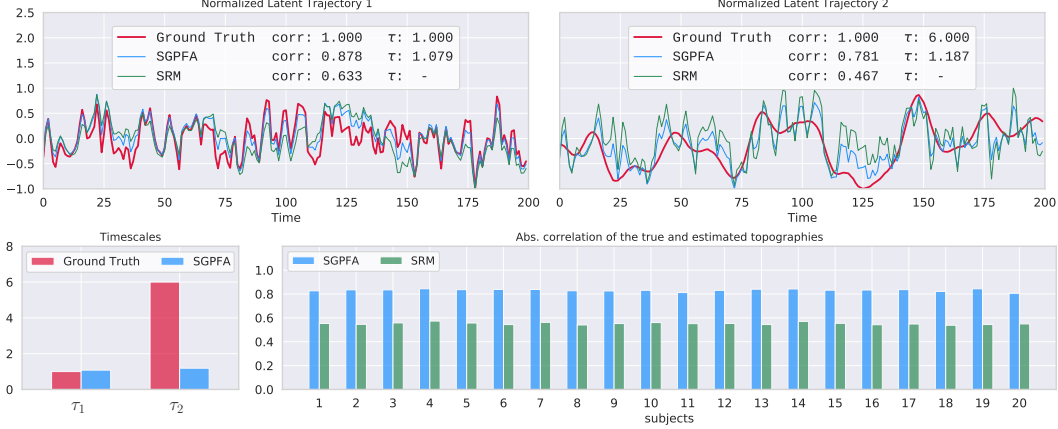 Normalized Latent Trajectory 1
2.5
2.0
1.5
1.0
0.5
0.0
−0.5
−1.0
Ground Truth corr: 1.000 τ: 1.000
SGPFA corr: 0.878 τ: 1.079
SRM corr: 0.633 τ: -
0 25 50 75 100 125 150 175 200
Time
Normalized Latent Trajectory 2
Ground Truth corr: 1.000 τ: 6.000
SGPFA corr: 0.781 τ: 1.187
SRM corr: 0.467 τ: -
0 25 50 75 100 125 150 175 200
Time
Timescales
8
6
4
2
0
Ground Truth SGPFA
τ1 τ2
Abs. correlation of the true and estimated topographies
1.0
0.8
0.6
0.4
0.2
0.0
SGPFA SRM
1 2 3 4 5 6 7 8 9 10 11 12 13 14 15 16 17 18 19 20
subjects